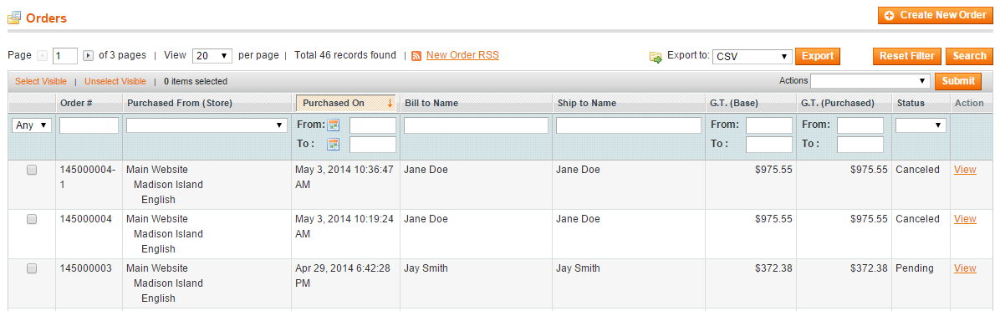 Orders
Create New Order
Page 1 of 3 pages | View 20 per page | Total 46 records found | New Order RSS
Export to: CSV Export Reset Filter Search
Select Visible | Unselect Visible | 0 items selected
Actions Submit
Order # Purchased From (Store) Purchased On Bill to Name Ship to Name G.T. (Base) G.T. (Purchased) Status Action
Any From: From: From:
To : To : To :
145000004- Main Website May 3, 2014 10:36:47 Jane Doe Jane Doe $975.55 $975.55 Canceled View
1 Madison Island AM
English
145000004 Main Website May 3, 2014 10:19:24 Jane Doe Jane Doe $975.55 $975.55 Canceled View
Madison Island AM
English
145000003 Main Website Apr 29, 2014 6:42:28 Jay Smith Jay Smith $372.38 $372.38 Pending View
Madison Island PM
English